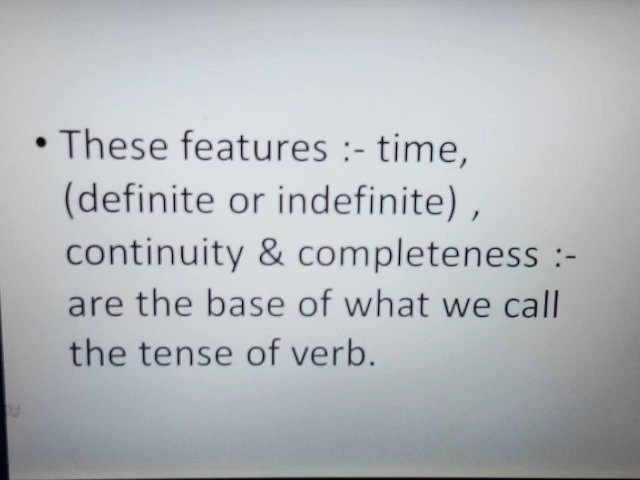 • These features :- time,
(definite or indefinite) ,
continuity & completeness :-
are the base of what we call
the tense of verb.